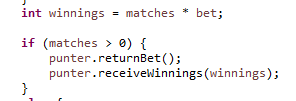 int winnings = matches * bet;
if (matches > 0) {
punter.returnBet();
punter.receiveWinnings(winnings);
}